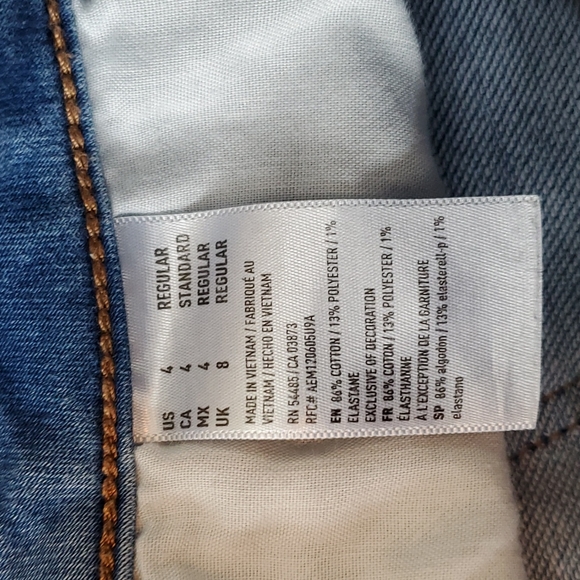 US 4 REGULAR
CA 4 STANDARD
MX 4 REGULAR
UK 8 REGULAR
MADE IN VIETNAM / FABRIQUÉ AU
VIETNAM / HECHO EN VIETNAM
RN 54485 / CA 03873
RFC# AEM120605U9A
EN 86% COTTON / 13% POLYESTER / 1%
ELASTANE
EXCLUSIVE OF DECORATION
FR 86% COTTON / 13% POLYESTER / 1%
ÉLASTHANNE
A L'EXCEPTION DE LA GARNITURE
SP 86% algodón / 13% elasterell-p / 1%
elastano